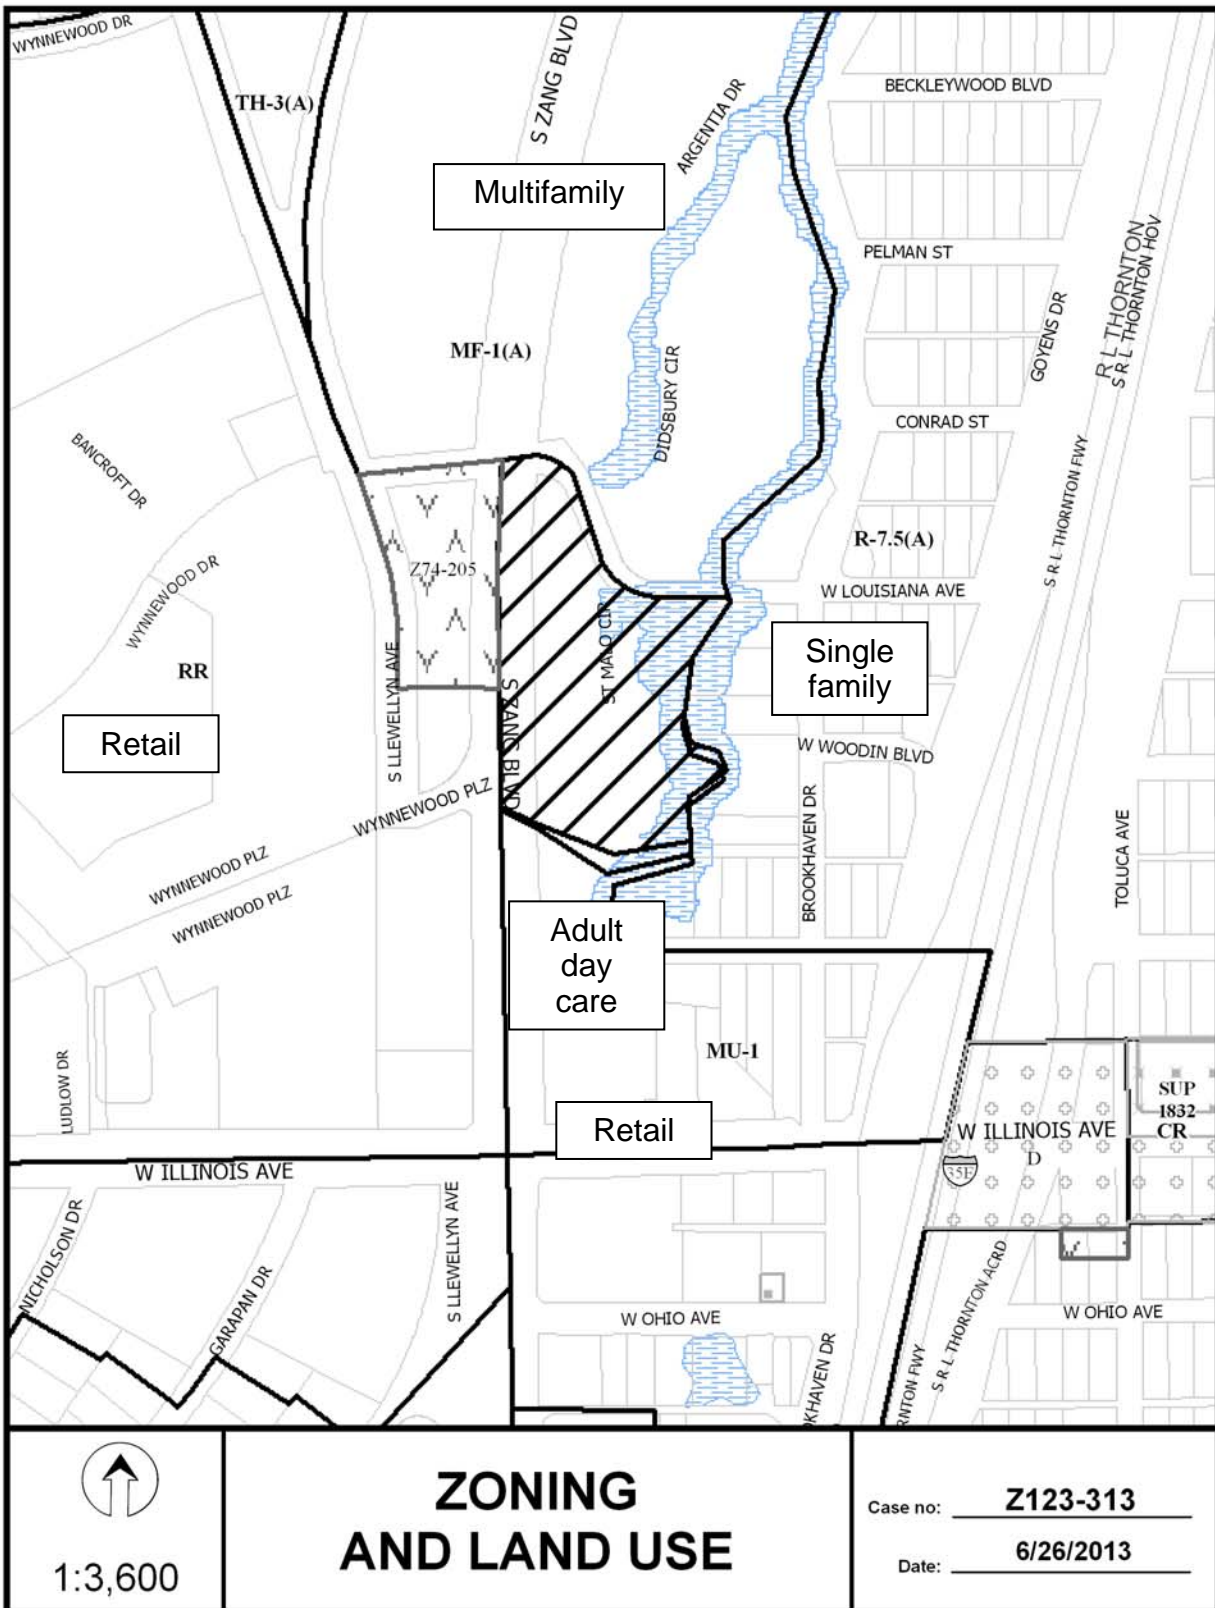 WYNNEWOOD DR
S ZANG BLVD
BECKLEYWOOD BLVD
TH-3(A)
ARGENTIA DR
Multifamily
PELMAN ST
R L THORNTON
S R L THORNTON HOV
GOYENS DR
MF-1(A)
DIDSBURY CIR
CONRAD ST
BANCROFT DR
S R L THORNTON FWY
R-7.5(A)
Z74-205
WYNNEWOOD DR
W LOUISIANA AVE
ST MALO CIR
RR
S LLEWELLYN AVE
Single
family
S ZANG BLVD
Retail
W WOODIN BLVD
WYNNEWOOD PLZ
BROOKHAVEN DR
TOLUCA AVE
WYNNEWOOD PLZ
WYNNEWOOD PLZ
Adult
day
care
MU-1
LUDLOW DR
SUP
1832
CR
Retail
W ILLINOIS AVE
D
35E
W ILLINOIS AVE
NICHOLSON DR
S LLEWELLYN AVE
GARAPAN DR
S R L THORNTON ACRD
W OHIO AVE
W OHIO AVE
OKHAVEN DR
RNTON FWY
1:3,600
ZONING
AND LAND USE
Case no: Z123-313
Date: 6/26/2013